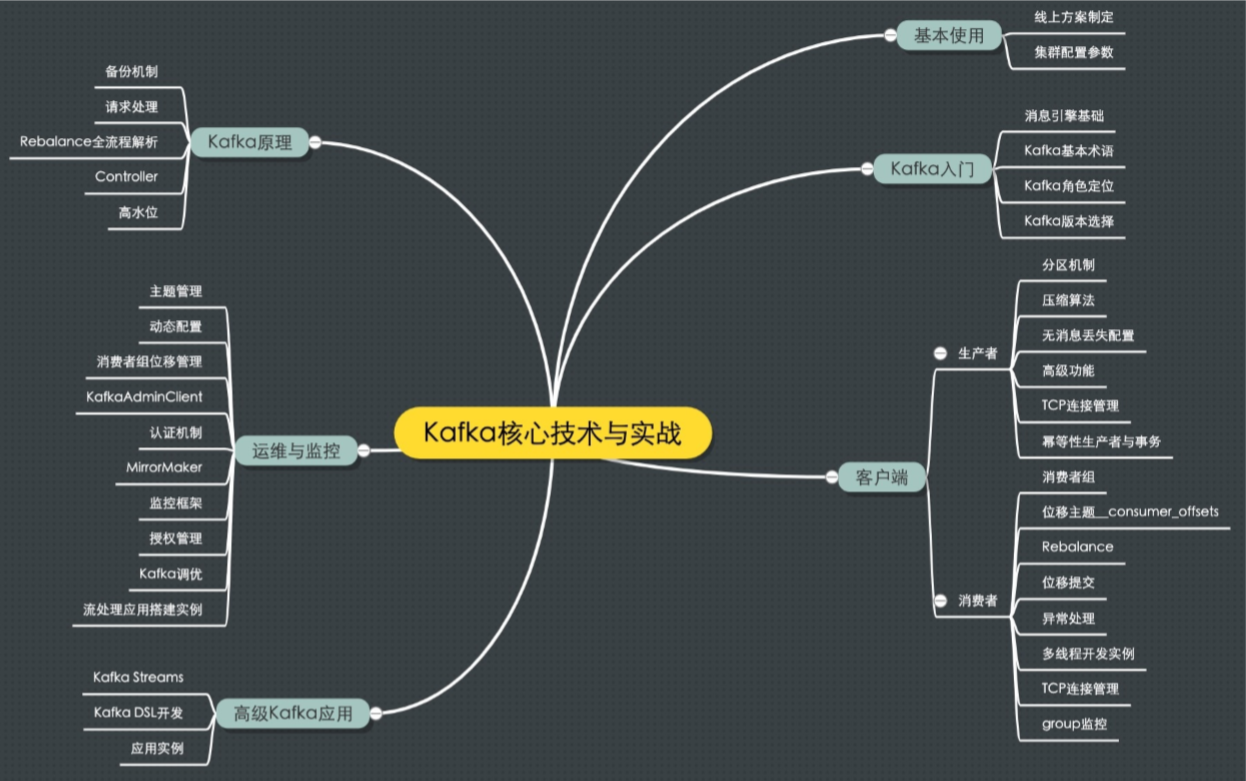 Kafka核心技术与实战
基本使用
线上方案制定
集群配置参数
Kafka入门
消息引擎基础
Kafka基本术语
Kafka角色定位
Kafka版本选择
客户端
生产者
分区机制
压缩算法
无消息丢失配置
高级功能
TCP连接管理
幂等性生产者与事务
消费者
消费者组
位移主题__consumer_offsets
Rebalance
位移提交
异常处理
多线程开发实例
TCP连接管理
group监控
Kafka原理
备份机制
请求处理
Rebalance全流程解析
Controller
高水位
运维与监控
主题管理
动态配置
消费者组位移管理
KafkaAdminClient
认证机制
MirrorMaker
监控框架
授权管理
Kafka调优
流处理应用搭建实例
高级Kafka应用
Kafka Streams
Kafka DSL开发
应用实例